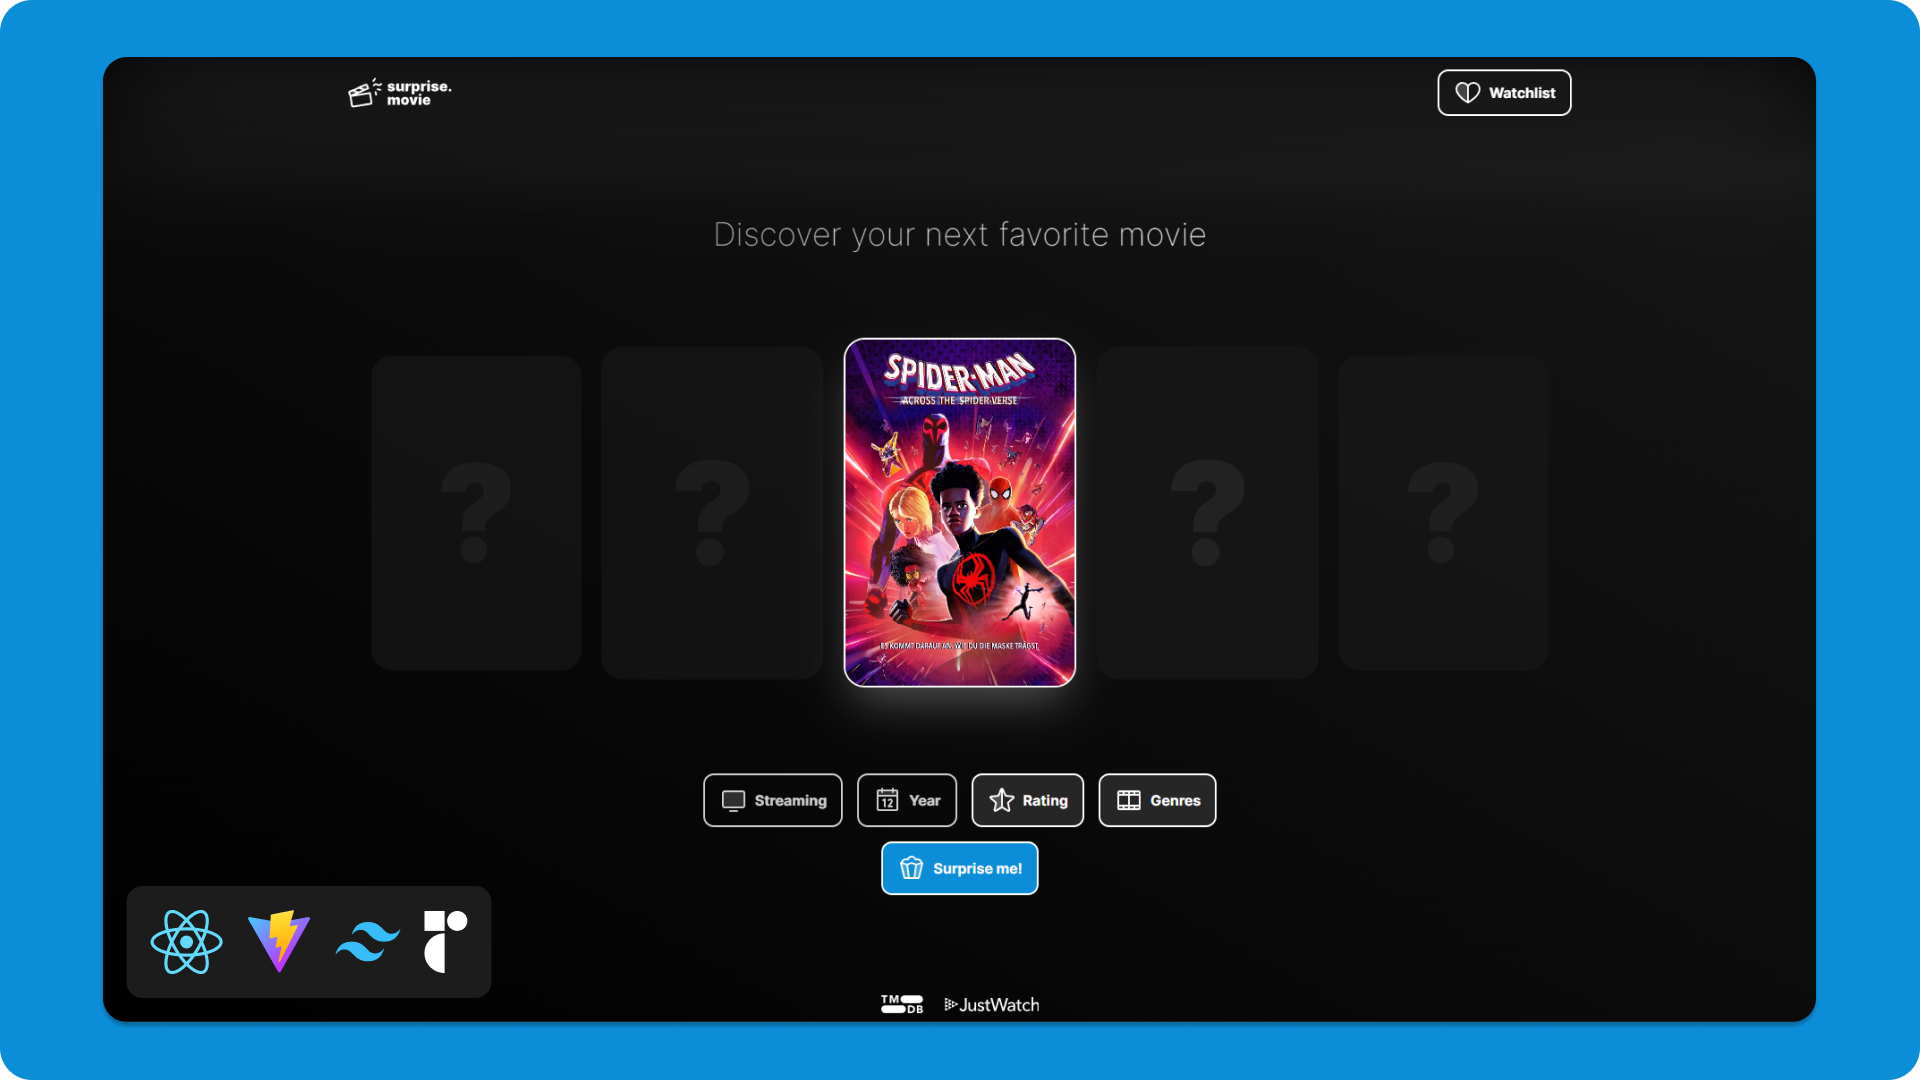 surprise.
movie
Watchlist
Discover your next favorite movie
?
?
SPIDER-MAN
ACROSS THE SPIDER-VERSE
ES KOMMT DARAUF AN, WIE DU DIE MASKE TRÄGST.
?
?
Streaming
12
Year
Rating
Genres
Surprise me!
TM
DB
JustWatch